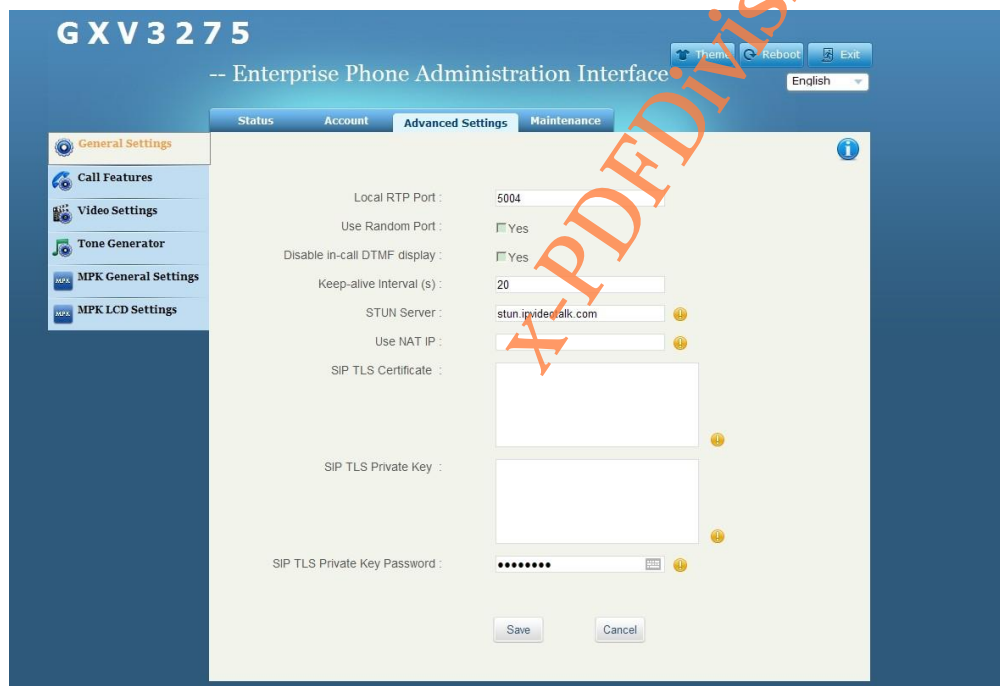 GXV3275
-- Enterprise Phone Administration Interface
Theme Reboot Exit
English
Status Account Advanced Settings Maintenance
General Settings
Call Features
Video Settings
Tone Generator
MPK General Settings
MPK LCD Settings
Local RTP Port : 5004
Use Random Port : Yes
Disable in-call DTMF display : Yes
Keep-alive Interval (s) : 20
STUN Server : stun.ipvideotalk.com
Use NAT IP :
SIP TLS Certificate :
SIP TLS Private Key :
SIP TLS Private Key Password : ••••••••
Save Cancel